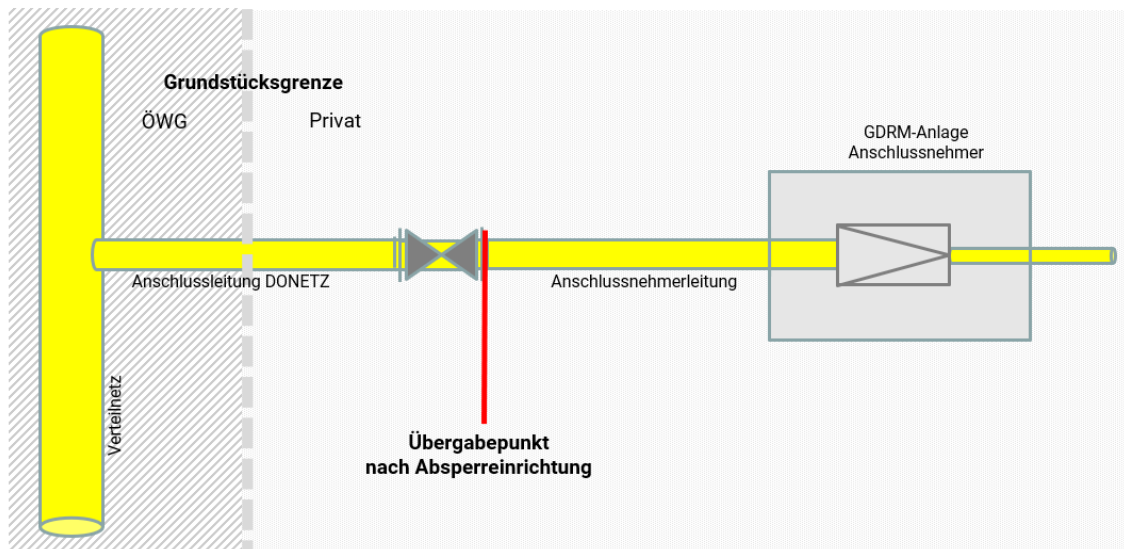 Grundstücksgrenze
ÖWG
Privat
GDRM-Anlage
Anschlussnehmer
Anschlussleitung DONETZ
Anschlussnehmerleitung
Verteilnetz
Übergabepunkt
nach Absperreinrichtung